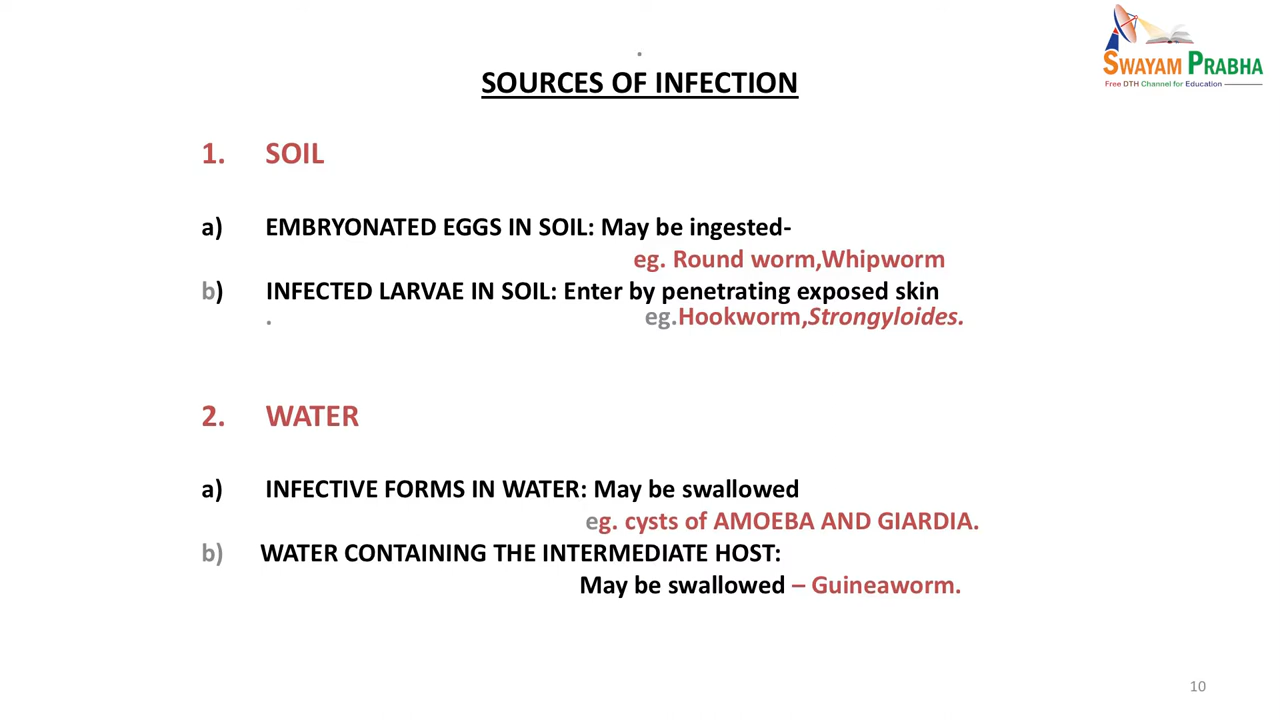 .
SWAYAM PRABHA
Free DTH Channel for Education
SOURCES OF INFECTION
1. SOIL
a) EMBRYONATED EGGS IN SOIL: May be ingested-
eg. Round worm,Whipworm
b) INFECTED LARVAE IN SOIL: Enter by penetrating exposed skin
. eg.Hookworm,Strongyloides.
2. WATER
a) INFECTIVE FORMS IN WATER: May be swallowed
eg. cysts of AMOEBA AND GIARDIA.
b) WATER CONTAINING THE INTERMEDIATE HOST:
May be swallowed – Guineaworm.
10